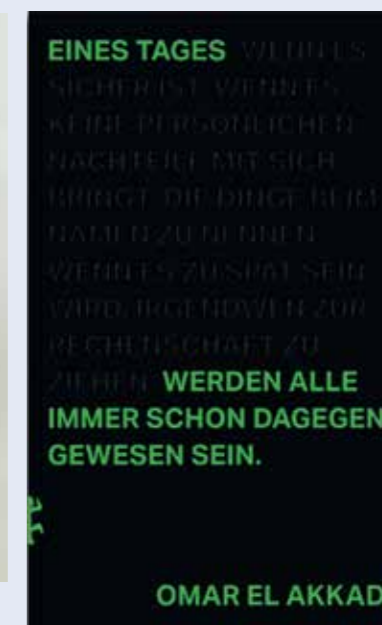 EINES TAGES WENN ES
SICHER IST, WENN ES
KEINE PERSÖNLICHEN
NACHTEILE MIT SICH
BRINGT, DIE DINGE BEIM
NAMEN ZU NENNEN
WENN ES ZU SPÄT SEIN
WIRD, IRGENDWEN ZUR
RECHENSCHAFT ZU
ZIEHEN WERDEN ALLE
IMMER SCHON DAGEGEN
GEWESEN SEIN.
OMAR EL AKKAD